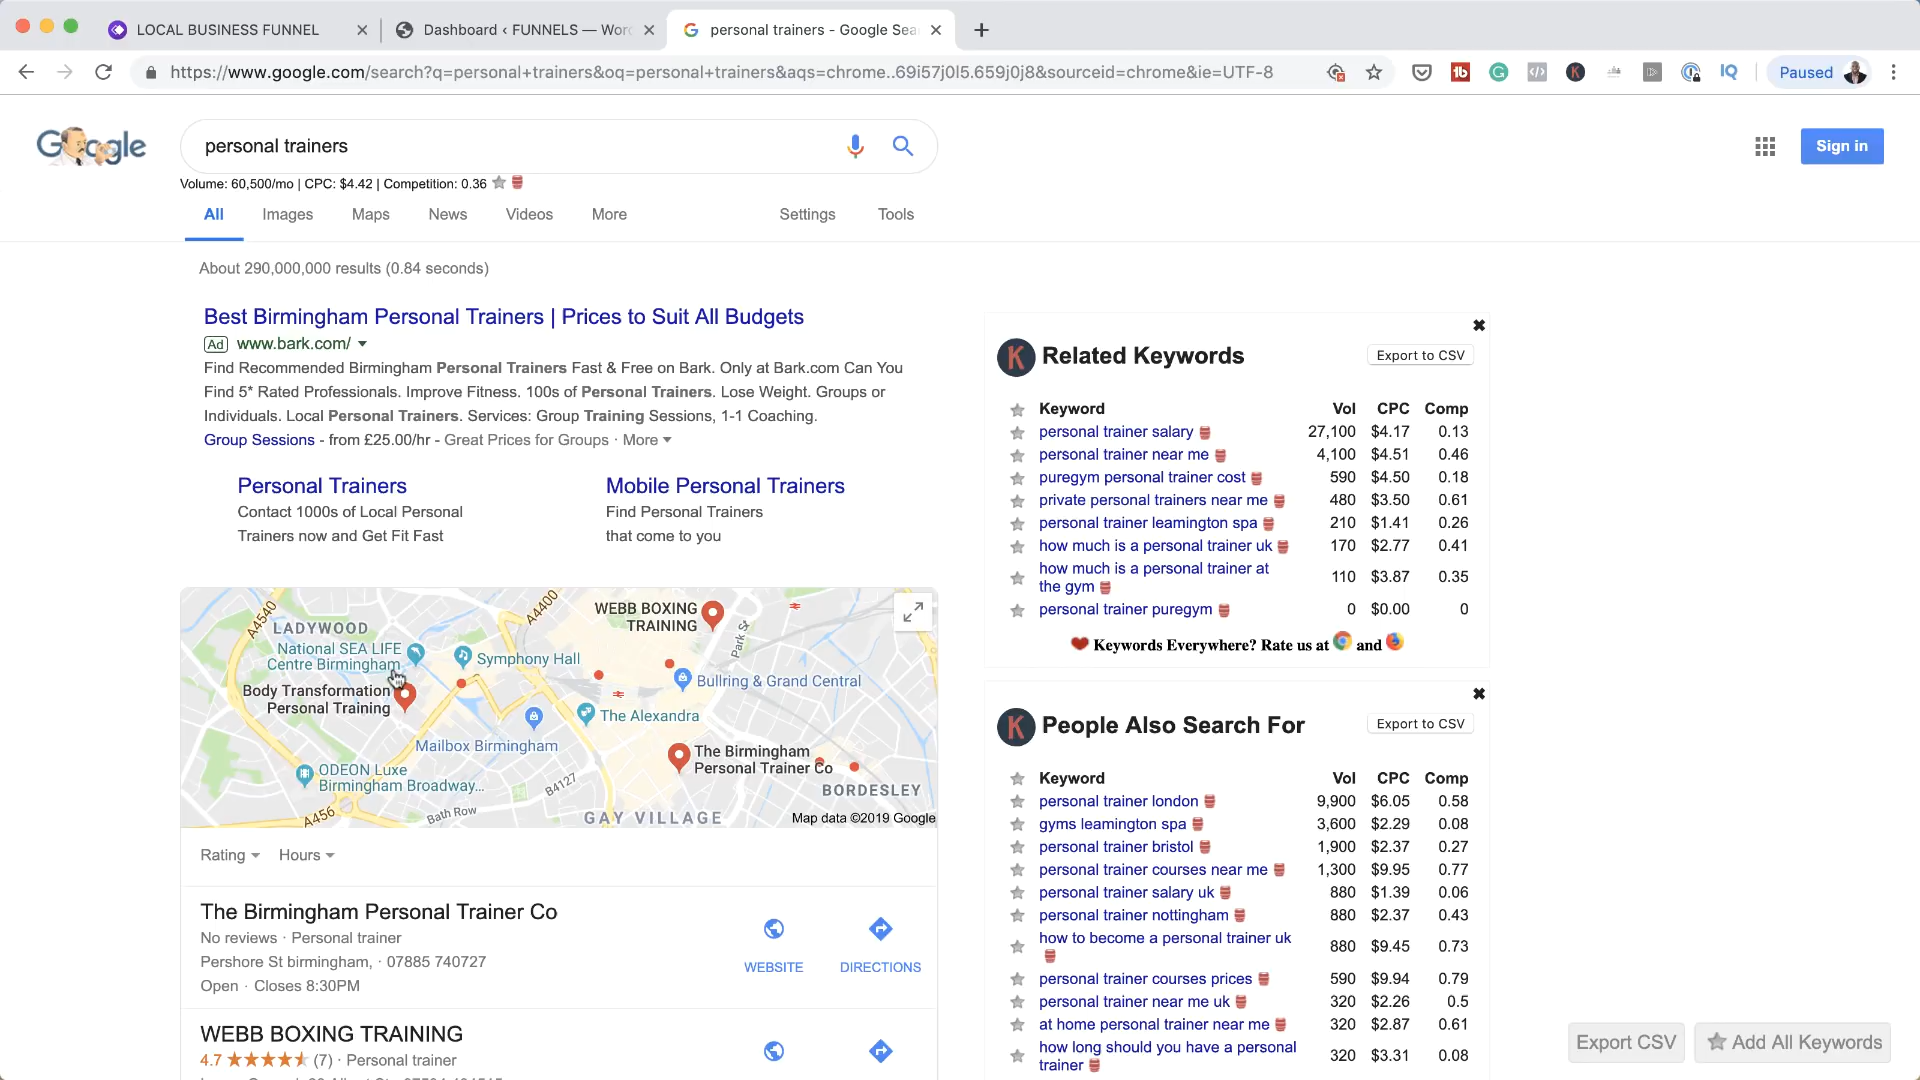 LOCAL BUSINESS FUNNEL
Dashboard ‹ FUNNELS — Word
personal trainers - Google Sea
https://www.google.com/search?q=personal+trainers&oq=personal+trainers&aqs=chrome..69i57j0l5.659j0j8&sourceid=chrome&ie=UTF-8
Paused
Google
personal trainers
Sign in
Volume: 60,500/mo | CPC: $4.42 | Competition: 0.36
All Images Maps News Videos More Settings Tools
About 290,000,000 results (0.84 seconds)
Best Birmingham Personal Trainers | Prices to Suit All Budgets
Ad www.bark.com/
Find Recommended Birmingham Personal Trainers Fast & Free on Bark. Only at Bark.com Can You
Find 5* Rated Professionals. Improve Fitness. 100s of Personal Trainers. Lose Weight. Groups or
Individuals. Local Personal Trainers. Services: Group Training Sessions, 1-1 Coaching.
Group Sessions - from £25.00/hr - Great Prices for Groups · More
Personal Trainers
Contact 1000s of Local Personal
Trainers now and Get Fit Fast
Mobile Personal Trainers
Find Personal Trainers
that come to you
A4540
LADYWOOD
National SEA LIFE
Centre Birmingham
Body Transformation
Personal Training
Symphony Hall
A4400
WEBB BOXING
TRAINING
Park St
Bullring & Grand Central
The Alexandra
Mailbox Birmingham
The Birmingham
Personal Trainer Co
ODEON Luxe
Birmingham Broadway...
B4127
BORDESLEY
A456
Bath Row
GAY VILLAGE
Map data ©2019 Google
Rating Hours
The Birmingham Personal Trainer Co
No reviews · Personal trainer
Pershore St birmingham, · 07885 740727
Open · Closes 8:30PM
WEBSITE DIRECTIONS
WEBB BOXING TRAINING
4.7 (7) · Personal trainer
K Related Keywords Export to CSV
Keyword Vol CPC Comp
personal trainer salary 27,100 $4.17 0.13
personal trainer near me 4,100 $4.51 0.46
puregym personal trainer cost 590 $4.50 0.18
private personal trainers near me 480 $3.50 0.61
personal trainer leamington spa 210 $1.41 0.26
how much is a personal trainer uk 170 $2.77 0.41
how much is a personal trainer at
the gym 110 $3.87 0.35
personal trainer puregym 0 $0.00 0
Keywords Everywhere? Rate us at and
K People Also Search For Export to CSV
Keyword Vol CPC Comp
personal trainer london 9,900 $6.05 0.58
gyms leamington spa 3,600 $2.29 0.08
personal trainer bristol 1,900 $2.37 0.27
personal trainer courses near me 1,300 $9.95 0.77
personal trainer salary uk 880 $1.39 0.06
personal trainer nottingham 880 $2.37 0.43
how to become a personal trainer uk 880 $9.45 0.73
personal trainer courses prices 590 $9.94 0.79
personal trainer near me uk 320 $2.26 0.5
at home personal trainer near me 320 $2.87 0.61
how long should you have a personal
trainer 320 $3.31 0.08
Export CSV
Add All Keywords